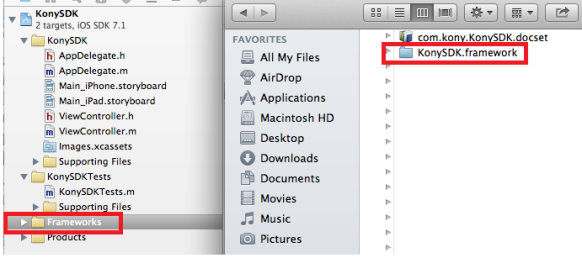 KonySDK
2 targets, iOS SDK 7.1
KonySDK
AppDelegate.h
AppDelegate.m
Main_iPhone.storyboard
Main_iPad.storyboard
ViewController.h
ViewController.m
Images.xcassets
Supporting Files
KonySDKTests
KonySDKTests.m
Supporting Files
Frameworks
Products
FAVORITES
All My Files
AirDrop
Applications
Macintosh HD
Desktop
Downloads
Documents
Movies
Music
Pictures
com.kony.KonySDK.docset
KonySDK.framework